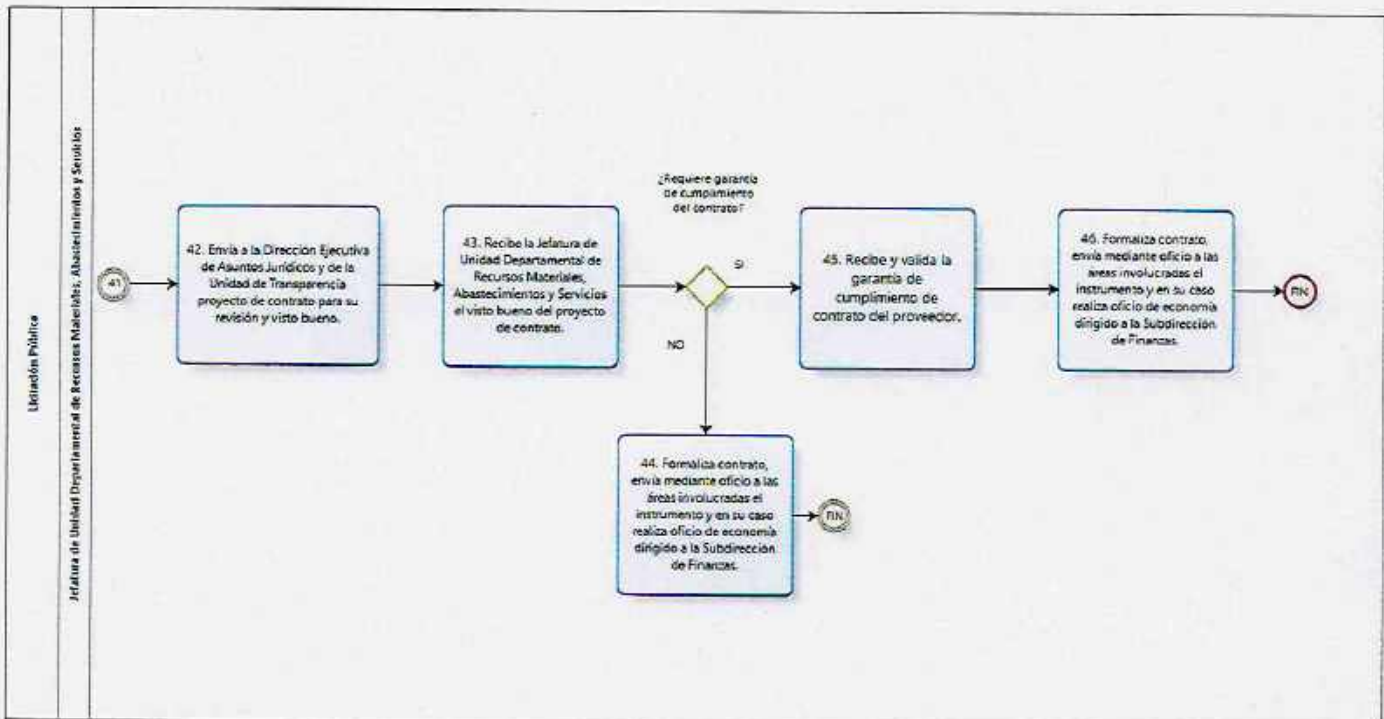 Licitación Pública
Jefatura de Unidad Departamental de Recursos Materiales, Abastecimientos y Servicios
41
42. Envía a la Dirección Ejecutiva
de Asuntos Jurídicos y de la
Unidad de Transparencia
proyecto de contrato para su
revisión y visto bueno.
43. Recibe la Jefatura de
Unidad Departamental de
Recursos Materiales,
Abastecimientos y Servicios
el visto bueno del proyecto
de contrato.
¿Requiere garantía
de cumplimiento
del contrato?
SI
NO
45. Recibe y valida la
garantía de
cumplimiento de
contrato del proveedor.
46. Formaliza contrato,
envía mediante oficio a las
áreas involucradas el
instrumento y en su caso
realiza oficio de economía
dirigido a la Subdirección
de Finanzas.
FIN
44. Formaliza contrato,
envía mediante oficio a las
áreas involucradas el
instrumento y en su caso
realiza oficio de economía
dirigido a la Subdirección
de Finanzas.
FIN